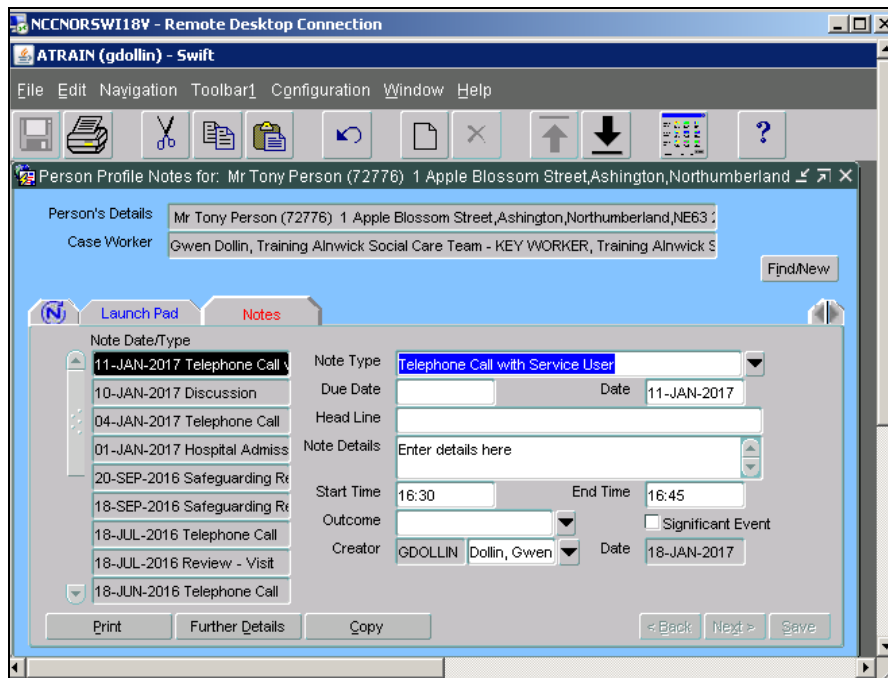 NCCNORSWI18V - Remote Desktop Connection
ATRAIN (gdollin) - Swift
File Edit Navigation Toolbar1 Configuration Window Help
?
Person Profile Notes for: Mr Tony Person (72776) 1 Apple Blossom Street,Ashington,Northumberland
Person's Details Mr Tony Person (72776) 1 Apple Blossom Street,Ashington,Northumberland,NE63
Case Worker Gwen Dollin, Training Alnwick Social Care Team - KEY WORKER, Training Alnwick S
Find/New
N Launch Pad Notes
Note Date/Type
11-JAN-2017 Telephone Call
10-JAN-2017 Discussion
04-JAN-2017 Telephone Call
01-JAN-2017 Hospital Admiss
20-SEP-2016 Safeguarding Re
18-SEP-2016 Safeguarding Re
18-JUL-2016 Telephone Call
18-JUL-2016 Review - Visit
18-JUN-2016 Telephone Call
Note Type Telephone Call with Service User
Due Date Date 11-JAN-2017
Head Line
Note Details Enter details here
Start Time 16:30 End Time 16:45
Outcome Significant Event
Creator GDOLLIN Dollin, Gwen Date 18-JAN-2017
Print Further Details Copy < Back Next > Save